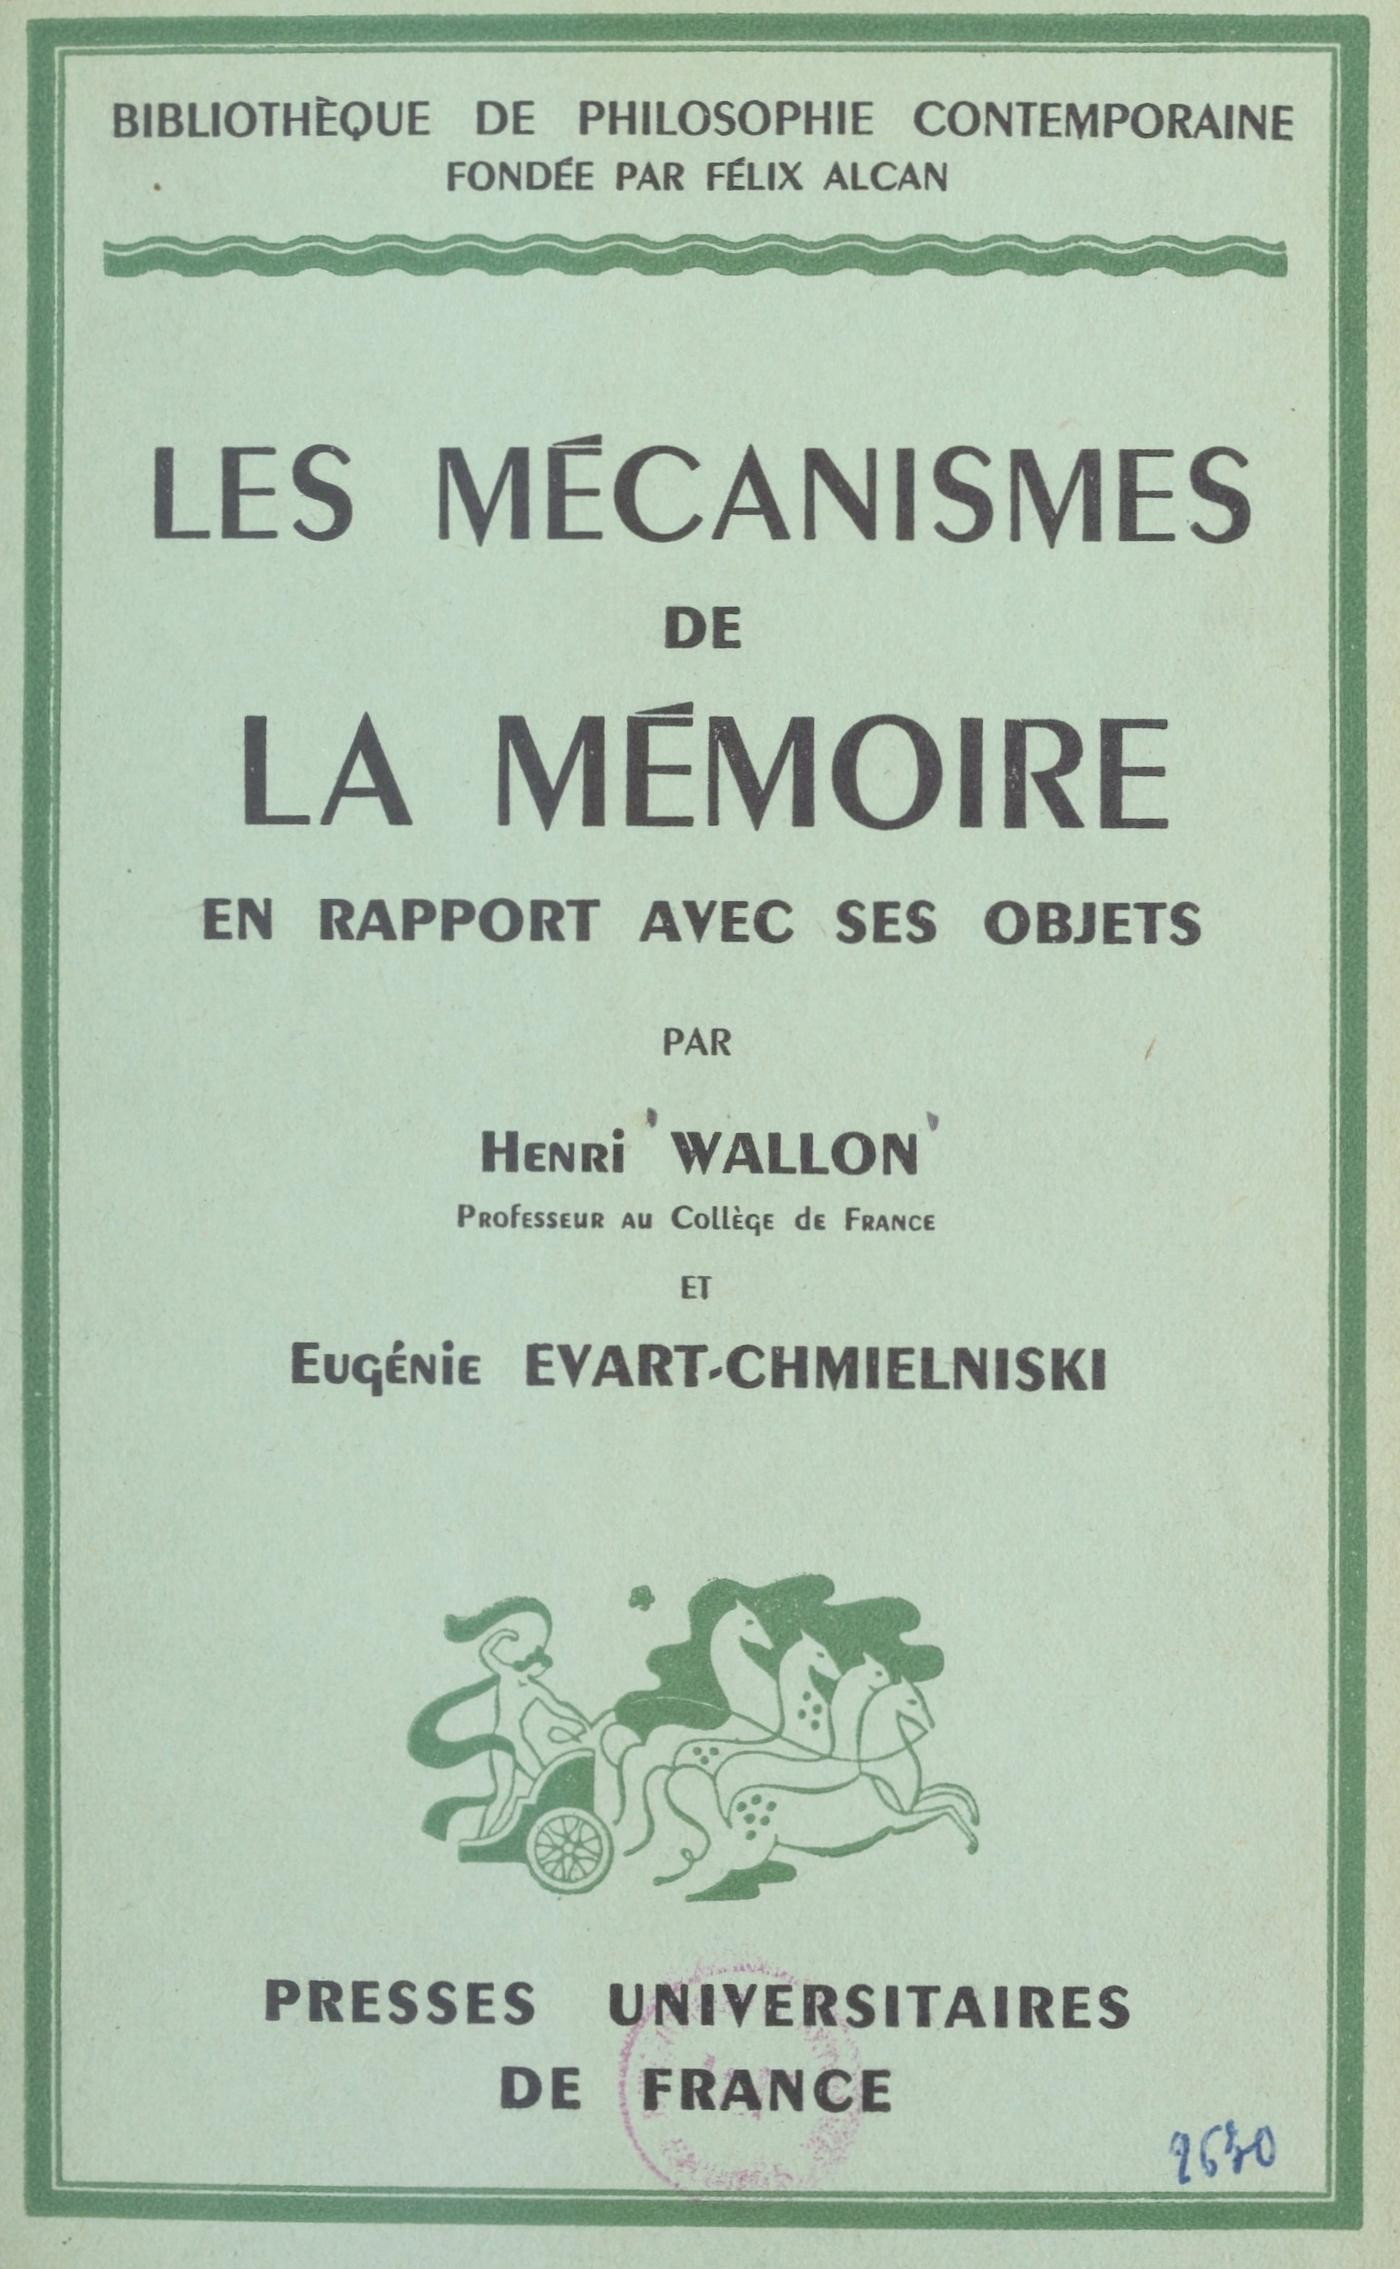 BIBLIOTHÈQUE DE PHILOSOPHIE CONTEMPORAINE
FONDÉE PAR FÉLIX ALCAN
LES MÉCANISMES
DE
LA MÉMOIRE
EN RAPPORT AVEC SES OBJETS
PAR
Henri WALLON
Professeur au Collège de France
ET
Eugénie EVART-CHMIELNISKI
PRESSES UNIVERSITAIRES
DE FRANCE